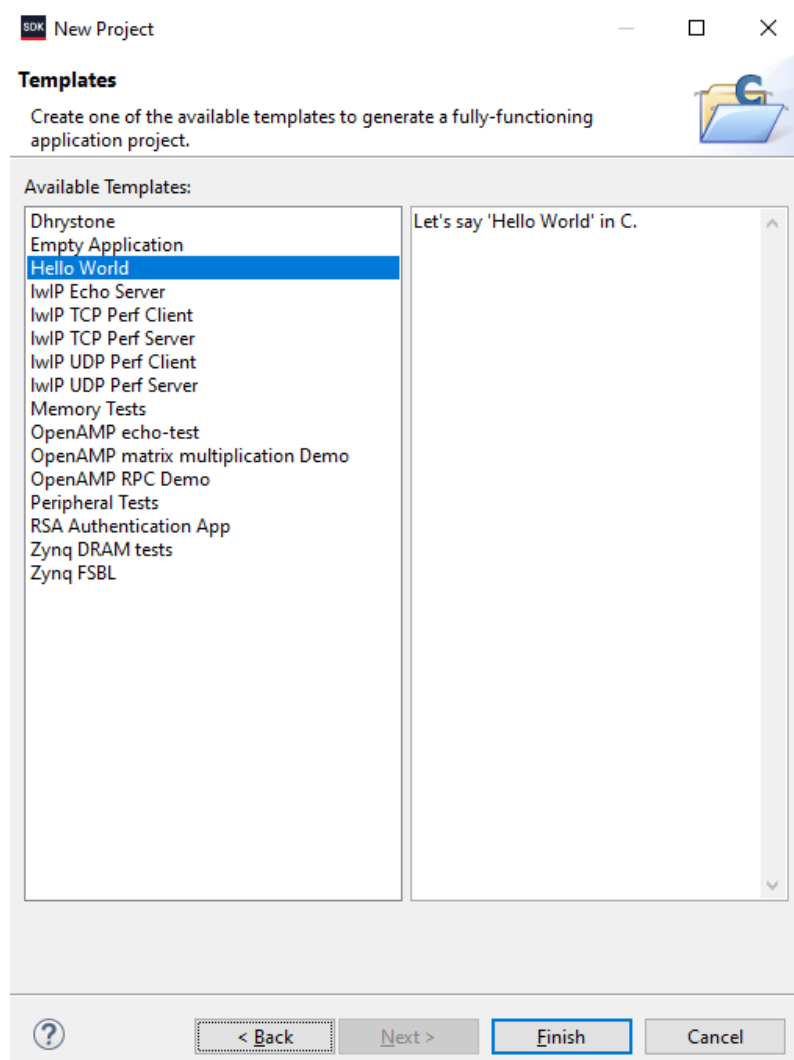 SDK New Project
Templates
Create one of the available templates to generate a fully-functioning
application project.
Available Templates:
Dhrystone
Empty Application
Hello World
lwIP Echo Server
lwIP TCP Perf Client
lwIP TCP Perf Server
lwIP UDP Perf Client
lwIP UDP Perf Server
Memory Tests
OpenAMP echo-test
OpenAMP matrix multiplication Demo
OpenAMP RPC Demo
Peripheral Tests
RSA Authentication App
Zynq DRAM tests
Zynq FSBL
Let's say 'Hello World' in C.
? < Back Next > Finish Cancel